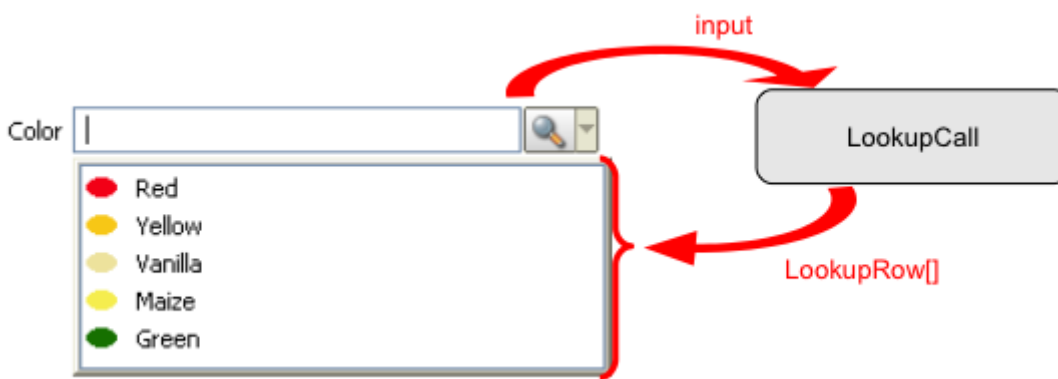 input
Color
LookupCall
Red
Yellow
Vanilla
Maize
Green
LookupRow[]